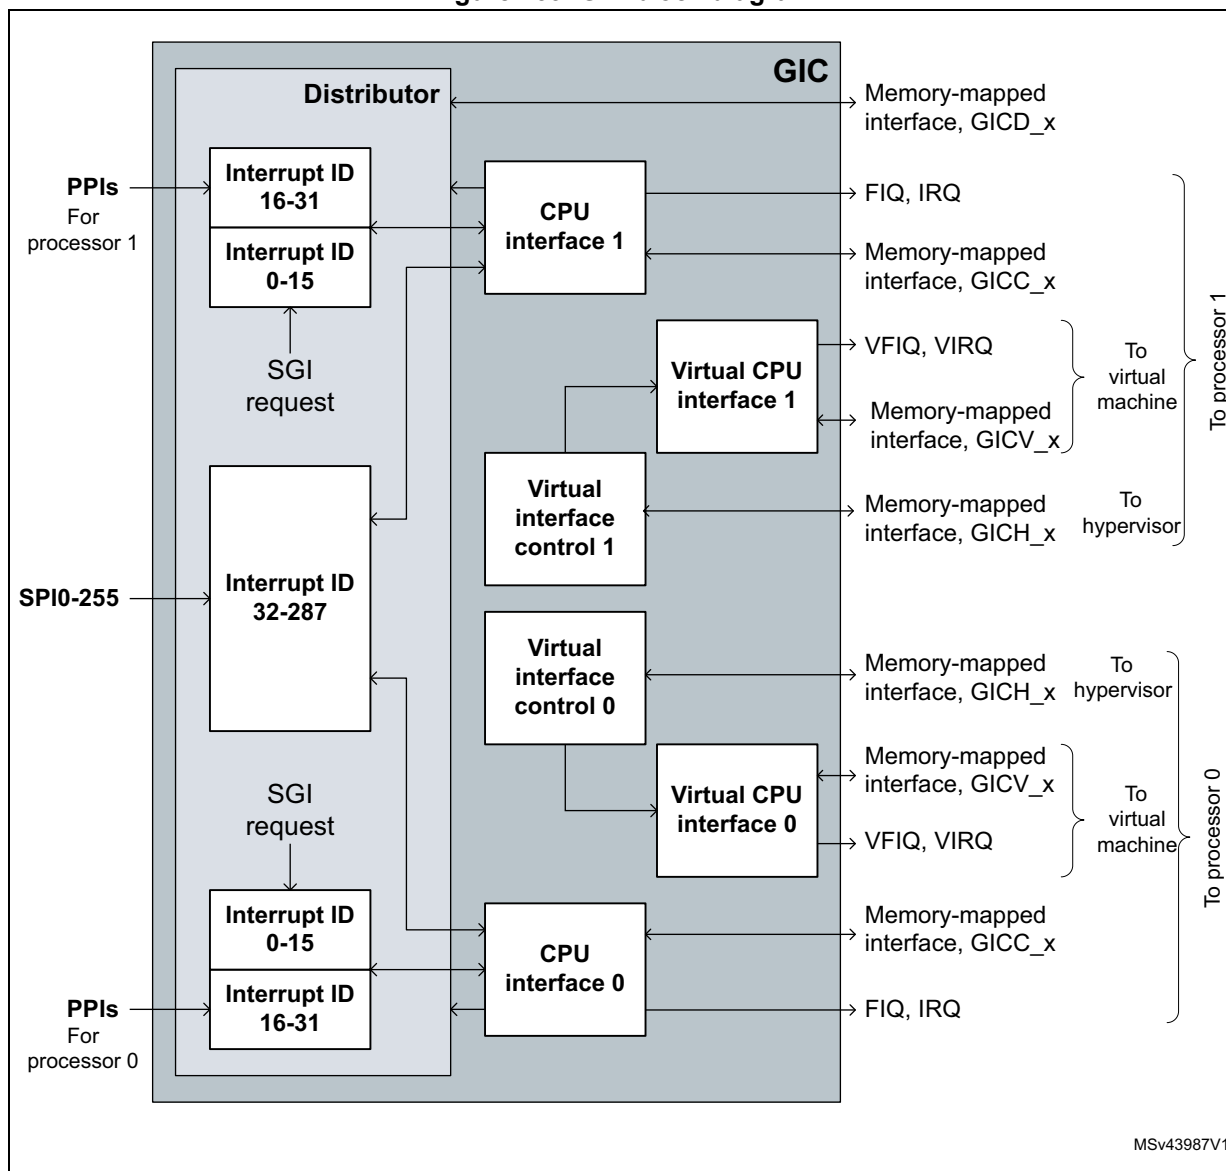 GIC
Distributor
Memory-mapped
interface, GICD_x
Interrupt ID
16-31
PPIs
For
processor 1
Interrupt ID
0-15
SGI
request
CPU
interface 1
FIQ, IRQ
Memory-mapped
interface, GICC_x
VFIQ, VIRQ
Virtual CPU
interface 1
Memory-mapped
interface, GICV_x
To
virtual
machine
To processor 1
Virtual
interface
control 1
Memory-mapped
interface, GICH_x
To
hypervisor
SPI0-255
Interrupt ID
32-287
Virtual
interface
control 0
Memory-mapped
interface, GICH_x
To
hypervisor
Memory-mapped
interface, GICV_x
Virtual CPU
interface 0
VFIQ, VIRQ
To
virtual
machine
To processor 0
SGI
request
Interrupt ID
0-15
Interrupt ID
16-31
PPIs
For
processor 0
CPU
interface 0
Memory-mapped
interface, GICC_x
FIQ, IRQ
MSv43987V1